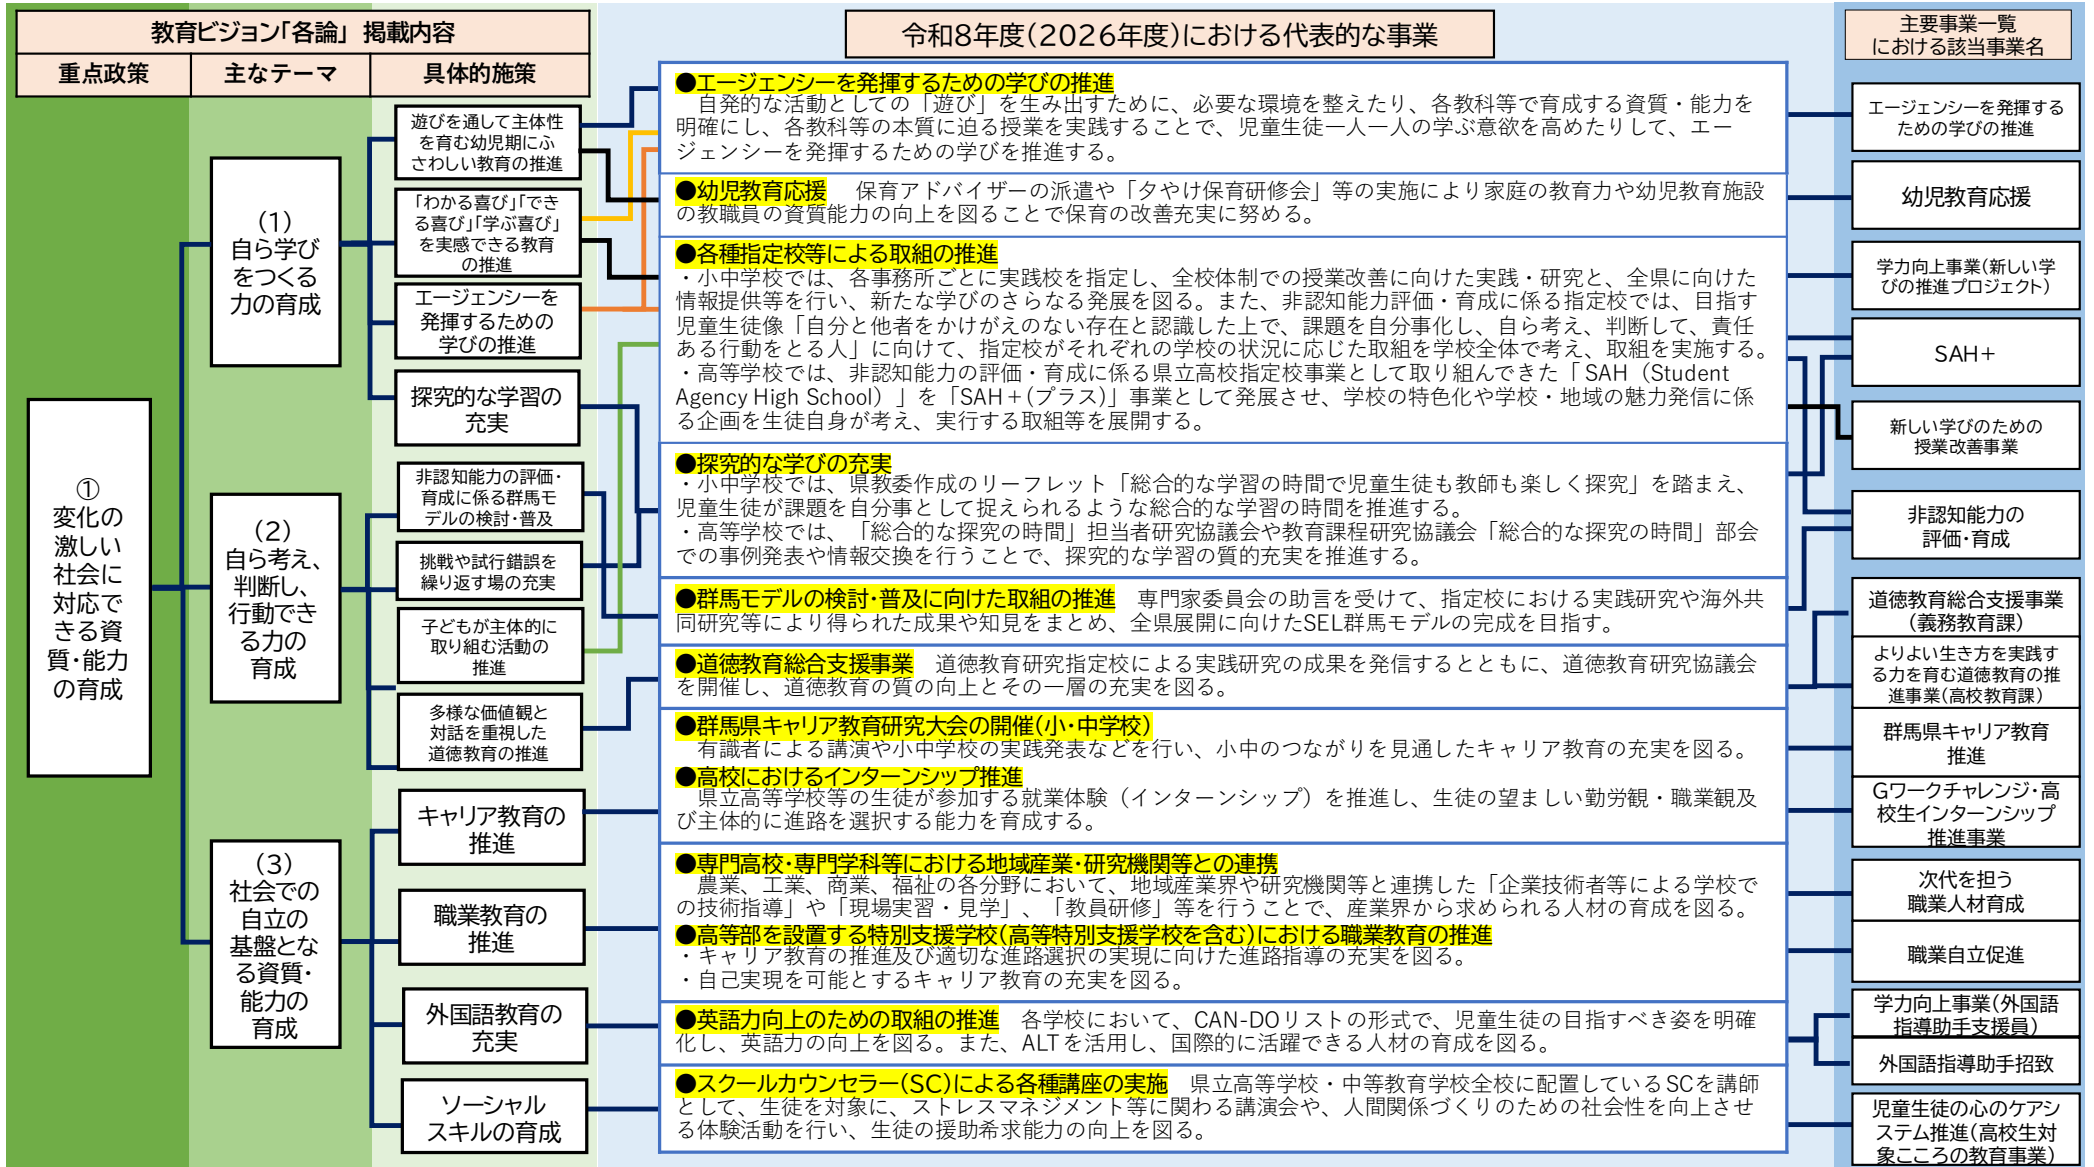 教育ビジョン「各論」 掲載内容
重点政策
主なテーマ
具体的施策
令和8年度(2026年度)における代表的な事業
主要事業一覧
における該当事業名
①
変化の
激しい
社会に
対応で
きる資
質・能力
の育成
(1)
自ら学び
をつくる
力の育成
(2)
自ら考え、
判断し、
行動でき
る力の
育成
(3)
社会での
自立の
基盤とな
る資質・
能力の
育成
遊びを通して主体性
を育む幼児期にふ
さわしい教育の推進
「わかる喜び」「でき
る喜び」「学ぶ喜び」
を実感できる教育
の推進
エージェンシーを
発揮するための
学びの推進
探究的な学習の
充実
非認知能力の評価・
育成に係る群馬モ
デルの検討・普及
挑戦や試行錯誤を
繰り返す場の充実
子どもが主体的に
取り組む活動の
推進
多様な価値観と
対話を重視した
道徳教育の推進
キャリア教育の
推進
職業教育の
推進
外国語教育の
充実
ソーシャル
スキルの育成
●エージェンシーを発揮するための学びの推進
自発的な活動としての「遊び」を生み出すために、必要な環境を整えたり、各教科等で育成する資質・能力を
明確にし、各教科等の本質に迫る授業を実践することで、児童生徒一人一人の学ぶ意欲を高めたりして、エー
ジェンシーを発揮するための学びを推進する。
●幼児教育応援 保育アドバイザーの派遣や「夕やけ保育研修会」等の実施により家庭の教育力や幼児教育施設
の教職員の資質能力の向上を図ることで保育の改善充実に努める。
●各種指定校等による取組の推進
・小中学校では、各事務所ごとに実践校を指定し、全校体制での授業改善に向けた実践・研究と、全県に向けた
情報提供等を行い、新たな学びのさらなる発展を図る。また、非認知能力評価・育成に係る指定校では、目指す
児童生徒像「自分と他者をかけがえのない存在と認識した上で、課題を自分事化し、自ら考え、判断して、責任
ある行動をとる人」に向けて、指定校がそれぞれの学校の状況に応じた取組を学校全体で考え、取組を実施する。
・高等学校では、非認知能力の評価・育成に係る県立高校指定校事業として取り組んできた「SAH(Student
Agency High School)」を「SAH+(プラス)」事業として発展させ、学校の特色化や学校・地域の魅力発信に係
る企画を生徒自身が考え、実行する取組等を展開する。
●探究的な学びの充実
・小中学校では、県教委作成のリーフレット「総合的な学習の時間で児童生徒も教師も楽しく探究」を踏まえ、
児童生徒が課題を自分事として捉えられるような総合的な学習の時間を推進する。
・高等学校では、「総合的な探究の時間」担当者研究協議会や教育課程研究協議会「総合的な探究の時間」部会
での事例発表や情報交換を行うことで、探究的な学習の質的充実を推進する。
●群馬モデルの検討・普及に向けた取組の推進 専門家委員会の助言を受けて、指定校における実践研究や海外共
同研究等により得られた成果や知見をまとめ、全県展開に向けたSEL群馬モデルの完成を目指す。
●道徳教育総合支援事業 道徳教育研究指定校による実践研究の成果を発信するとともに、道徳教育研究協議会
を開催し、道徳教育の質の向上とその一層の充実を図る。
●群馬県キャリア教育研究大会の開催(小・中学校)
有識者による講演や小中学校の実践発表などを行い、小中のつながりを見通したキャリア教育の充実を図る。
●高校におけるインターンシップ推進
県立高等学校等の生徒が参加する就業体験(インターンシップ)を推進し、生徒の望ましい勤労観・職業観及
び主体的に進路を選択する能力を育成する。
●専門高校・専門学科等における地域産業・研究機関等との連携
農業、工業、商業、福祉の各分野において、地域産業界や研究機関等と連携した「企業技術者等による学校で
の技術指導」や「現場実習・見学」、「教員研修」等を行うことで、産業界から求められる人材の育成を図る。
●高等部を設置する特別支援学校(高等特別支援学校を含む)における職業教育の推進
・キャリア教育の推進及び適切な進路選択の実現に向けた進路指導の充実を図る。
・自己実現を可能とするキャリア教育の充実を図る。
●英語力向上のための取組の推進 各学校において、CAN-DOリストの形式で、児童生徒の目指すべき姿を明確
化し、英語力の向上を図る。また、ALTを活用し、国際的に活躍できる人材の育成を図る。
●スクールカウンセラー(SC)による各種講座の実施 県立高等学校・中等教育学校全校に配置しているSCを講師
として、生徒を対象に、ストレスマネジメント等に関わる講演会や、人間関係づくりのための社会性を向上させ
る体験活動を行い、生徒の援助希求能力の向上を図る。
エージェンシーを発揮する
ための学びの推進
幼児教育応援
学力向上事業(新しい学
びの推進プロジェクト)
SAH+
新しい学びのための
授業改善事業
非認知能力の
評価・育成
道徳教育総合支援事業
(義務教育課)
よりよい生き方を実践す
る力を育む道徳教育の推
進事業(高校教育課)
群馬県キャリア教育
推進
Gワークチャレンジ・高
校生インターンシップ
推進事業
次代を担う
職業人材育成
職業自立促進
学力向上事業(外国語
指導助手支援員)
外国語指導助手招致
児童生徒の心のケアシ
ステム推進(高校生対
象こころの教育事業)